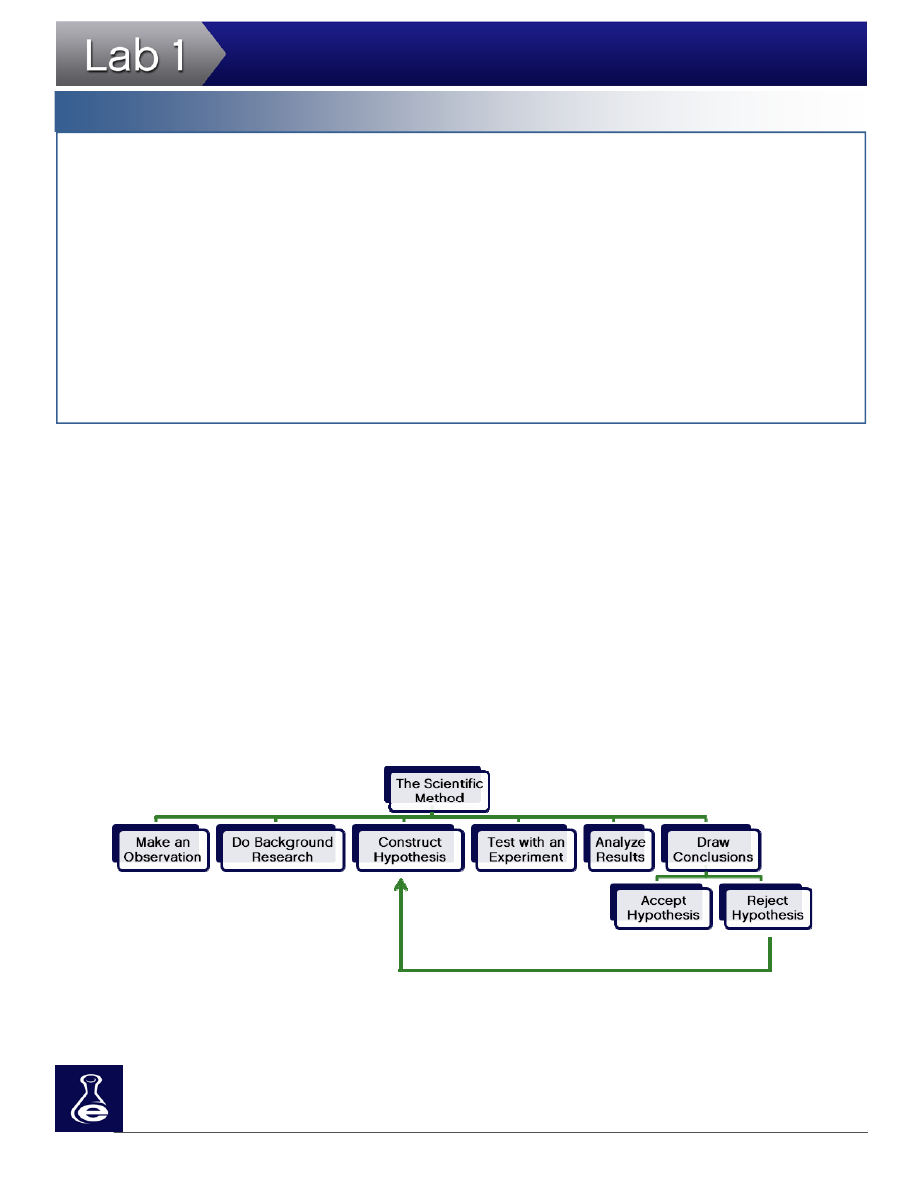 Lab 1
The Scientific
Method
Make an
Observation
Do Background
Research
Construct
Hypothesis
Test with an
Experiment
Analyze
Results
Draw
Conclusions
Accept
Hypothesis
Reject
Hypothesis
e